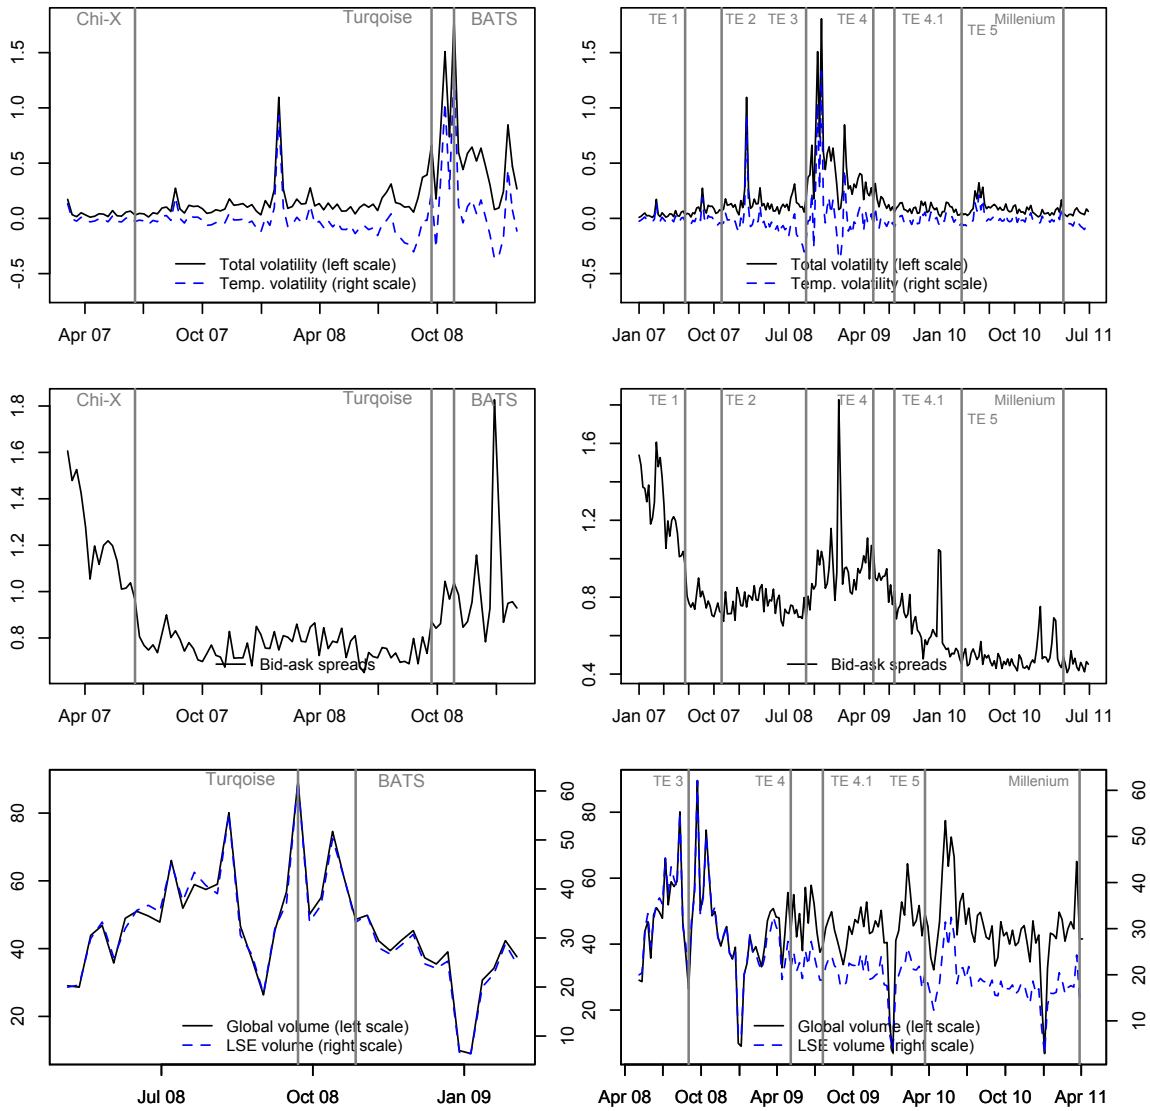 Chi-X Turqoise BATS
1.5
1.0
0.5
0.0
-0.5
Total volatility (left scale)
Temp. volatility (right scale)
Apr 07 Oct 07 Apr 08 Oct 08
TE 1 TE 2 TE 3 TE 4 TE 4.1 Millenium
TE 5
1.5
1.0
0.5
0.0
-0.5
Total volatility (left scale)
Temp. volatility (right scale)
Jan 07 Oct 07 Jul 08 Apr 09 Jan 10 Oct 10 Jul 11
Chi-X Turqoise BATS
1.8
1.6
1.4
1.2
1.0
0.8
Bid-ask spreads
Apr 07 Oct 07 Apr 08 Oct 08
TE 1 TE 2 TE 4 TE 4.1 Millenium
TE 5
1.6
1.2
0.8
0.4
Bid-ask spreads
Jan 07 Oct 07 Jul 08 Apr 09 Jan 10 Oct 10 Jul 11
Turqoise BATS
80
60
40
20
60
50
40
30
20
10
Global volume (left scale)
LSE volume (right scale)
Jul 08 Oct 08 Jan 09
TE 3 TE 4 TE 4.1 TE 5 Millenium
80
60
40
20
60
50
40
30
20
10
Global volume (left scale)
LSE volume (right scale)
Apr 08 Oct 08 Apr 09 Oct 09 Apr 10 Oct 10 Apr 11